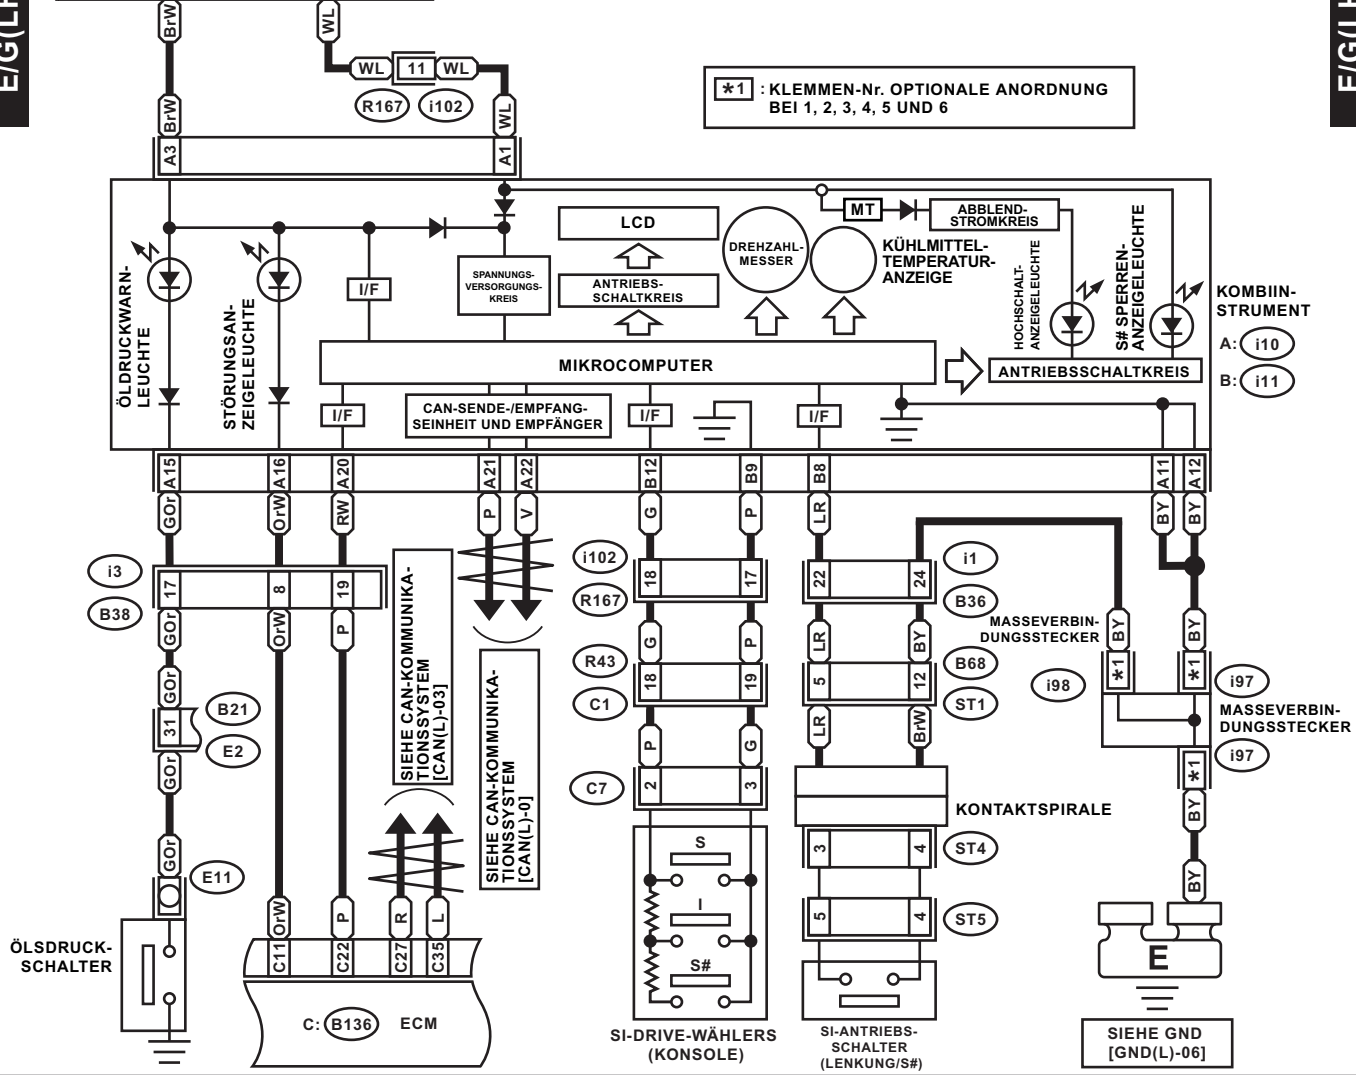 E/G(LH
E/G(LH
BrW
WL
WL
11
WL
R167
i102
BrW
WL
A3
A1
*1 : KLEMMEN-Nr. OPTIONALE ANORDNUNG
BEI 1, 2, 3, 4, 5 UND 6
LCD
ANTRIEBS-
SCHALTKREIS
DREHZAHL-
MESSER
MT
ABBLEND-
STROMKREIS
KÜHLMITTEL-
TEMPERATUR-
ANZEIGE
HOCHSCHALT-
ANZEIGELEUCHTE
S# SPERREN-
ANZEIGELEUCHTE
KOMBIIN-
STRUMENT
A: i10
B: i11
ÖLDRUCKWARN-
LEUCHTE
STÖRUNGSAN-
ZEIGELEUCHTE
I/F
SPANNUNGS-
VERSORGUNGS-
KREIS
MIKROCOMPUTER
ANTRIEBSSCHALTKREIS
I/F
CAN-SENDE-/EMPFANG-
SEINHEIT UND EMPFÄNGER
I/F
I/F
A15
A16
A20
A21
A22
B12
B9
B8
A11
A12
GOr
OrW
RW
P
V
G
P
LR
BY
BY
i3
17
8
19
B38
i102
18
17
R167
22
24
i1
B36
GOr
OrW
P
G
P
LR
BY
BY
BY
MASSEVERBIN-
DUNGSSTECKER
SIEHE CAN-KOMMUNIKA-
TIONSSYSTEM
[CAN(L)-03]
SIEHE CAN-KOMMUNIKA-
TIONSSYSTEM
[CAN(L)-0]
GOr
R43
18
19
C1
5
12
B68
ST1
i98
*1
*1
i97
MASSEVERBIN-
DUNGSSTECKER
B21
31
E2
P
G
LR
BrW
i97
*1
GOr
C7
2
3
KONTAKTSPIRALE
BY
GOr
S
3
4
ST4
E11
BY
OrW
P
R
L
I
5
4
ST5
ÖLSDRUCK-
SCHALTER
C11
C22
C27
C35
S#
E
C: B136 ECM
SI-DRIVE-WÄHLERS
(KONSOLE)
SI-ANTRIEBS-
SCHALTER
(LENKUNG/S#)
SIEHE GND
[GND(L)-06]